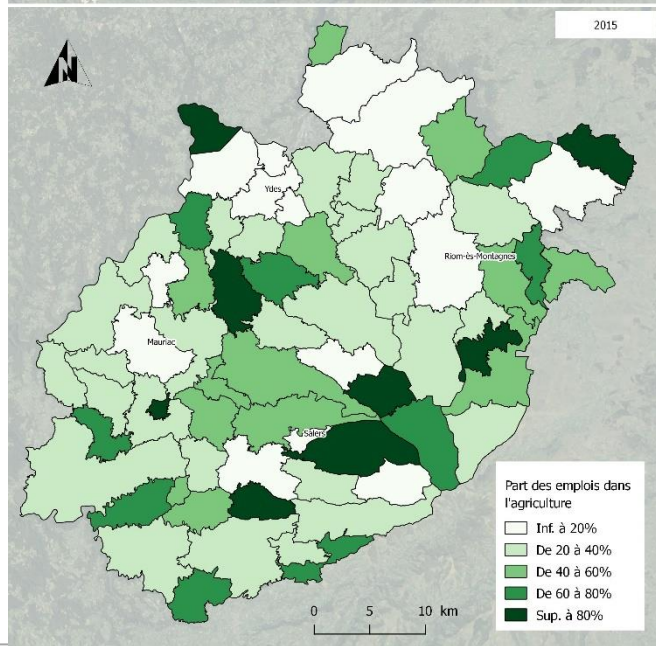 2015
N
Ydes
Riom-ès-Montagnes
Mauriac
Salers
Part des emplois dans
l'agriculture
Inf. à 20%
De 20 à 40%
De 40 à 60%
De 60 à 80%
Sup. à 80%
0 5 10 km